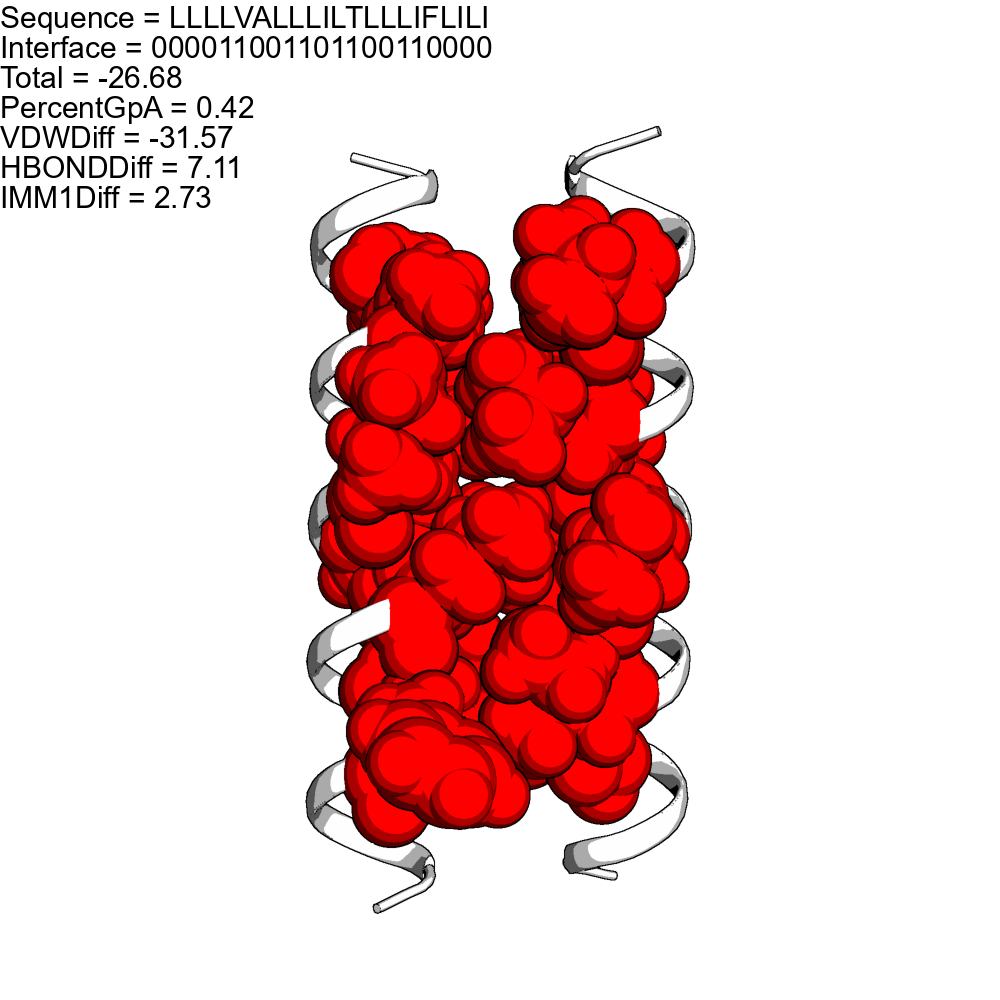 Sequence = LLLLVALLLILTLLLIFLILI
Interface = 000011001101100110000
Total = -26.68
PercentGpA = 0.42
VDWDiff = -31.57
HBONDDiff = 7.11
IMM1Diff = 2.73